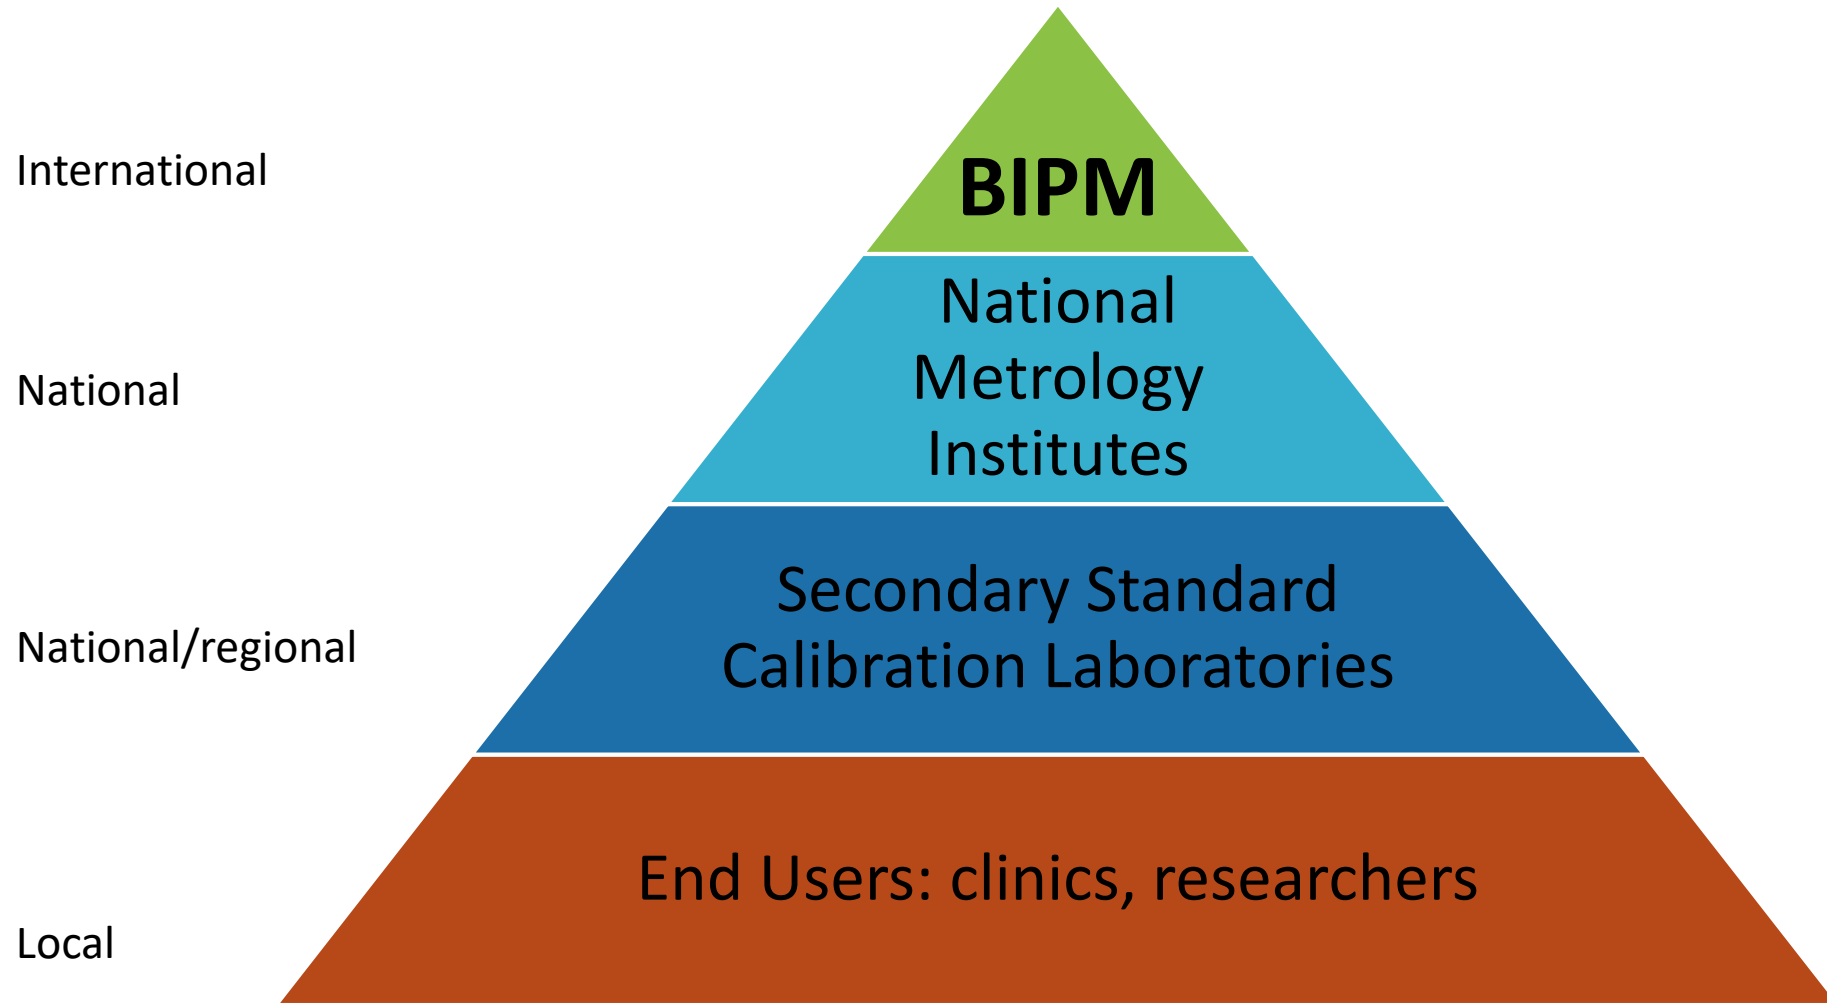 International
BIPM
National
National
Metrology
Institutes
National/regional
Secondary Standard
Calibration Laboratories
Local
End Users: clinics, researchers